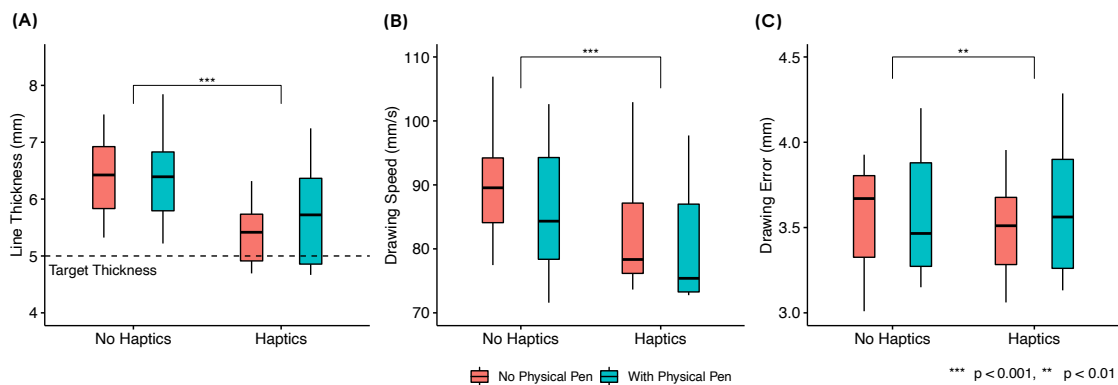 (A)
Line Thickness (mm)
8
7
6
5
4
***
Target Thickness
No Haptics
Haptics
(B)
Drawing Speed (mm/s)
110
100
90
80
70
***
No Haptics
Haptics
(C)
Drawing Error (mm)
4.5
4.0
3.5
3.0
**
No Haptics
Haptics
No Physical Pen With Physical Pen
*** p < 0.001, ** p < 0.01